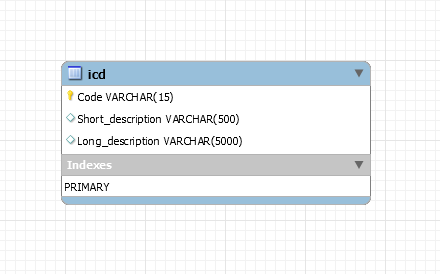 icd
Code VARCHAR(15)
Short_description VARCHAR(500)
Long_description VARCHAR(5000)
Indexes
PRIMARY